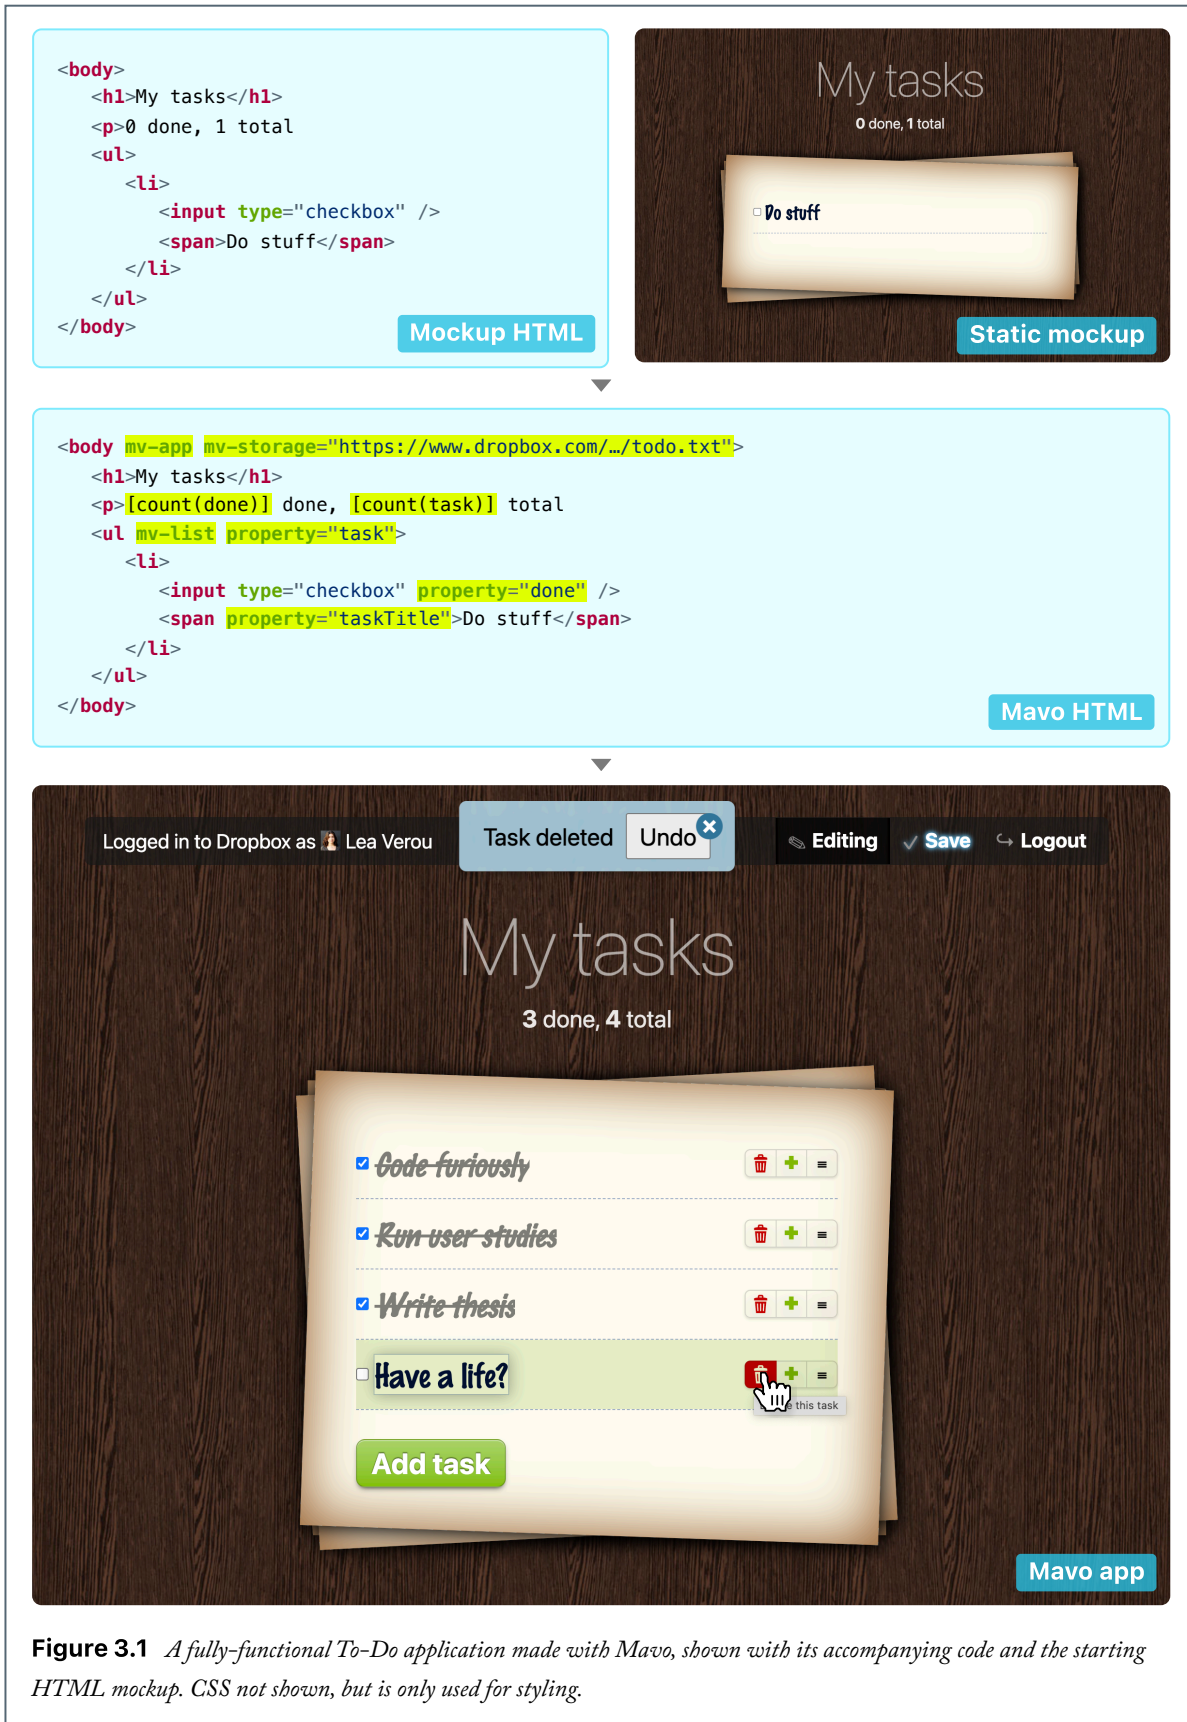 <body>
<h1>My tasks</h1>
<p>0 done, 1 total
<ul>
<li>
<input type="checkbox" />
<span>Do stuff</span>
</li>
</ul>
</body>
Mockup HTML
My tasks
0 done, 1 total
Do stuff
Static mockup
<body mv-app mv-storage="https://www.dropbox.com/…/todo.txt">
<h1>My tasks</h1>
<p>[count(done)] done, [count(task)] total
<ul mv-list property="task">
<li>
<input type="checkbox" property="done" />
<span property="taskTitle">Do stuff</span>
</li>
</ul>
</body>
Mavo HTML
Logged in to Dropbox as Lea Verou
Task deleted Undo
Editing Save Logout
My tasks
3 done, 4 total
Code furiously
Run user studies
Write thesis
Have a life?
this task
Add task
Mavo app
Figure 3.1 A fully-functional To-Do application made with Mavo, shown with its accompanying code and the starting
HTML mockup. CSS not shown, but is only used for styling.